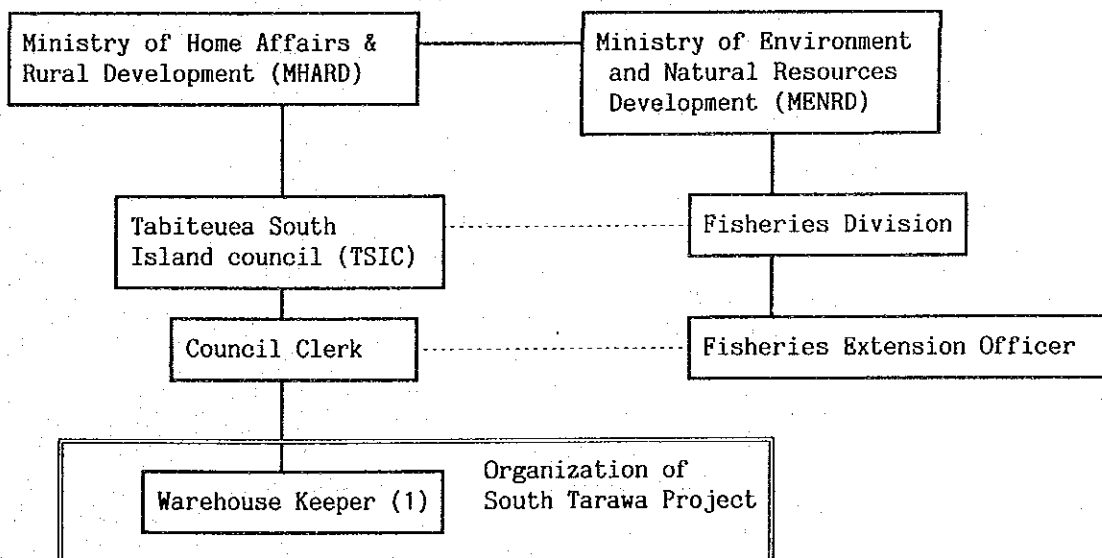 Ministry of Home Affairs &
Rural Development (MHARD)
Ministry of Environment
and Natural Resources
Development (MENRD)
Tabiteuea South
Island council (TSIC)
Fisheries Division
Council Clerk
Fisheries Extension Officer
Warehouse Keeper (1)
Organization of
South Tarawa Project